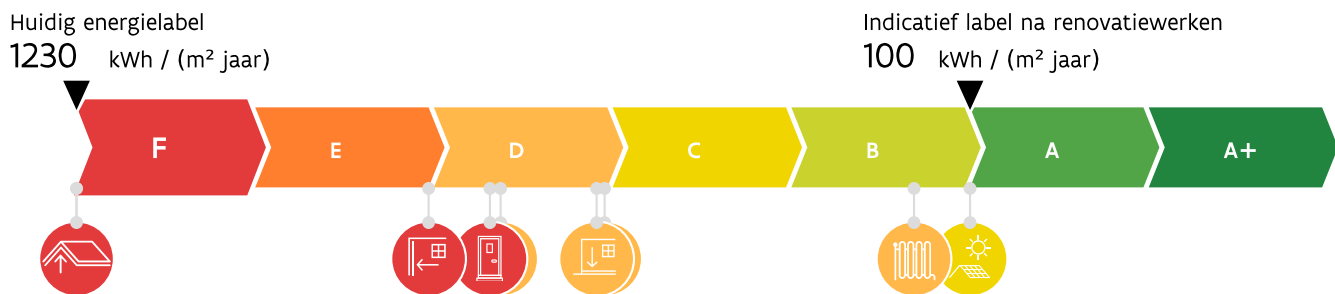 Huidig energielabel
1230 kWh / (m² jaar)
Indicatief label na renovatiewerken
100 kWh / (m² jaar)
F E D C B A A+